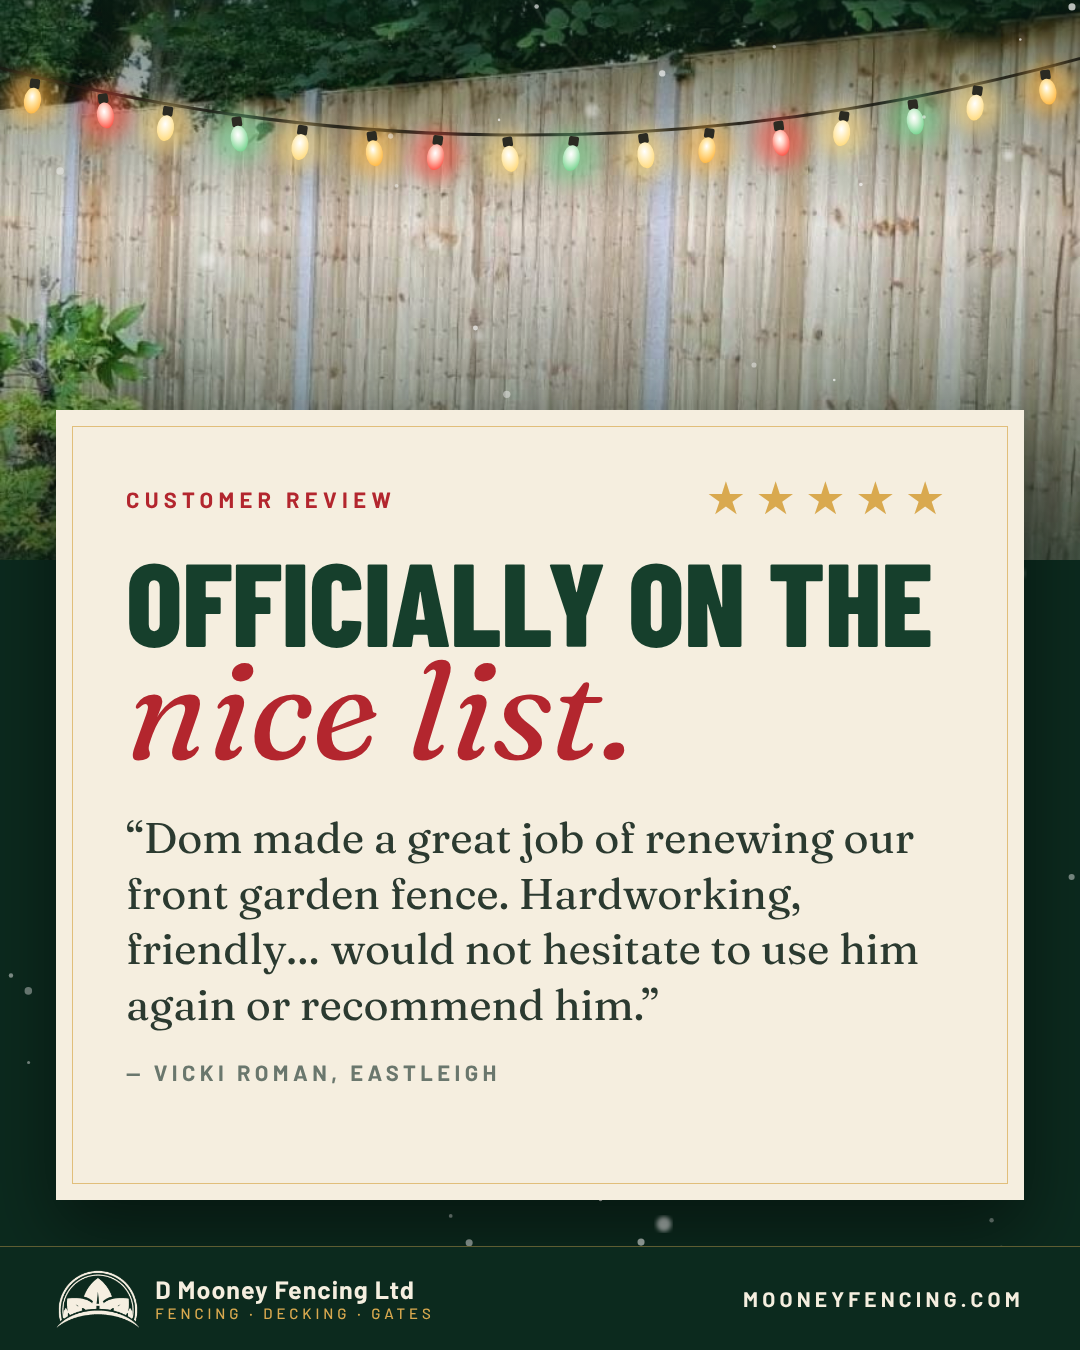 CUSTOMER REVIEW
OFFICIALLY ON THE
nice list.
“Dom made a great job of renewing our
front garden fence. Hardworking,
friendly... would not hesitate to use him
again or recommend him.”
– VICKI ROMAN, EASTLEIGH
D Mooney Fencing Ltd
FENCING · DECKING · GATES
MOONEYFENCING.COM